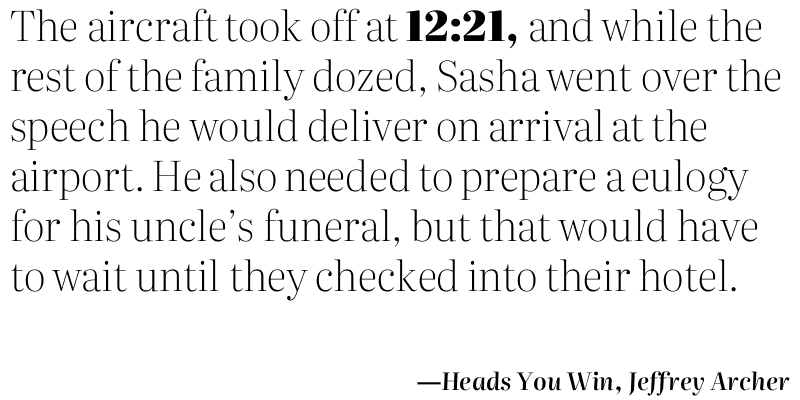 The aircraft took off at 12:21, and while the
rest of the family dozed, Sasha went over the
speech he would deliver on arrival at the
airport. He also needed to prepare a eulogy
for his uncle’s funeral, but that would have
to wait until they checked into their hotel.
—Heads You Win, Jeffrey Archer